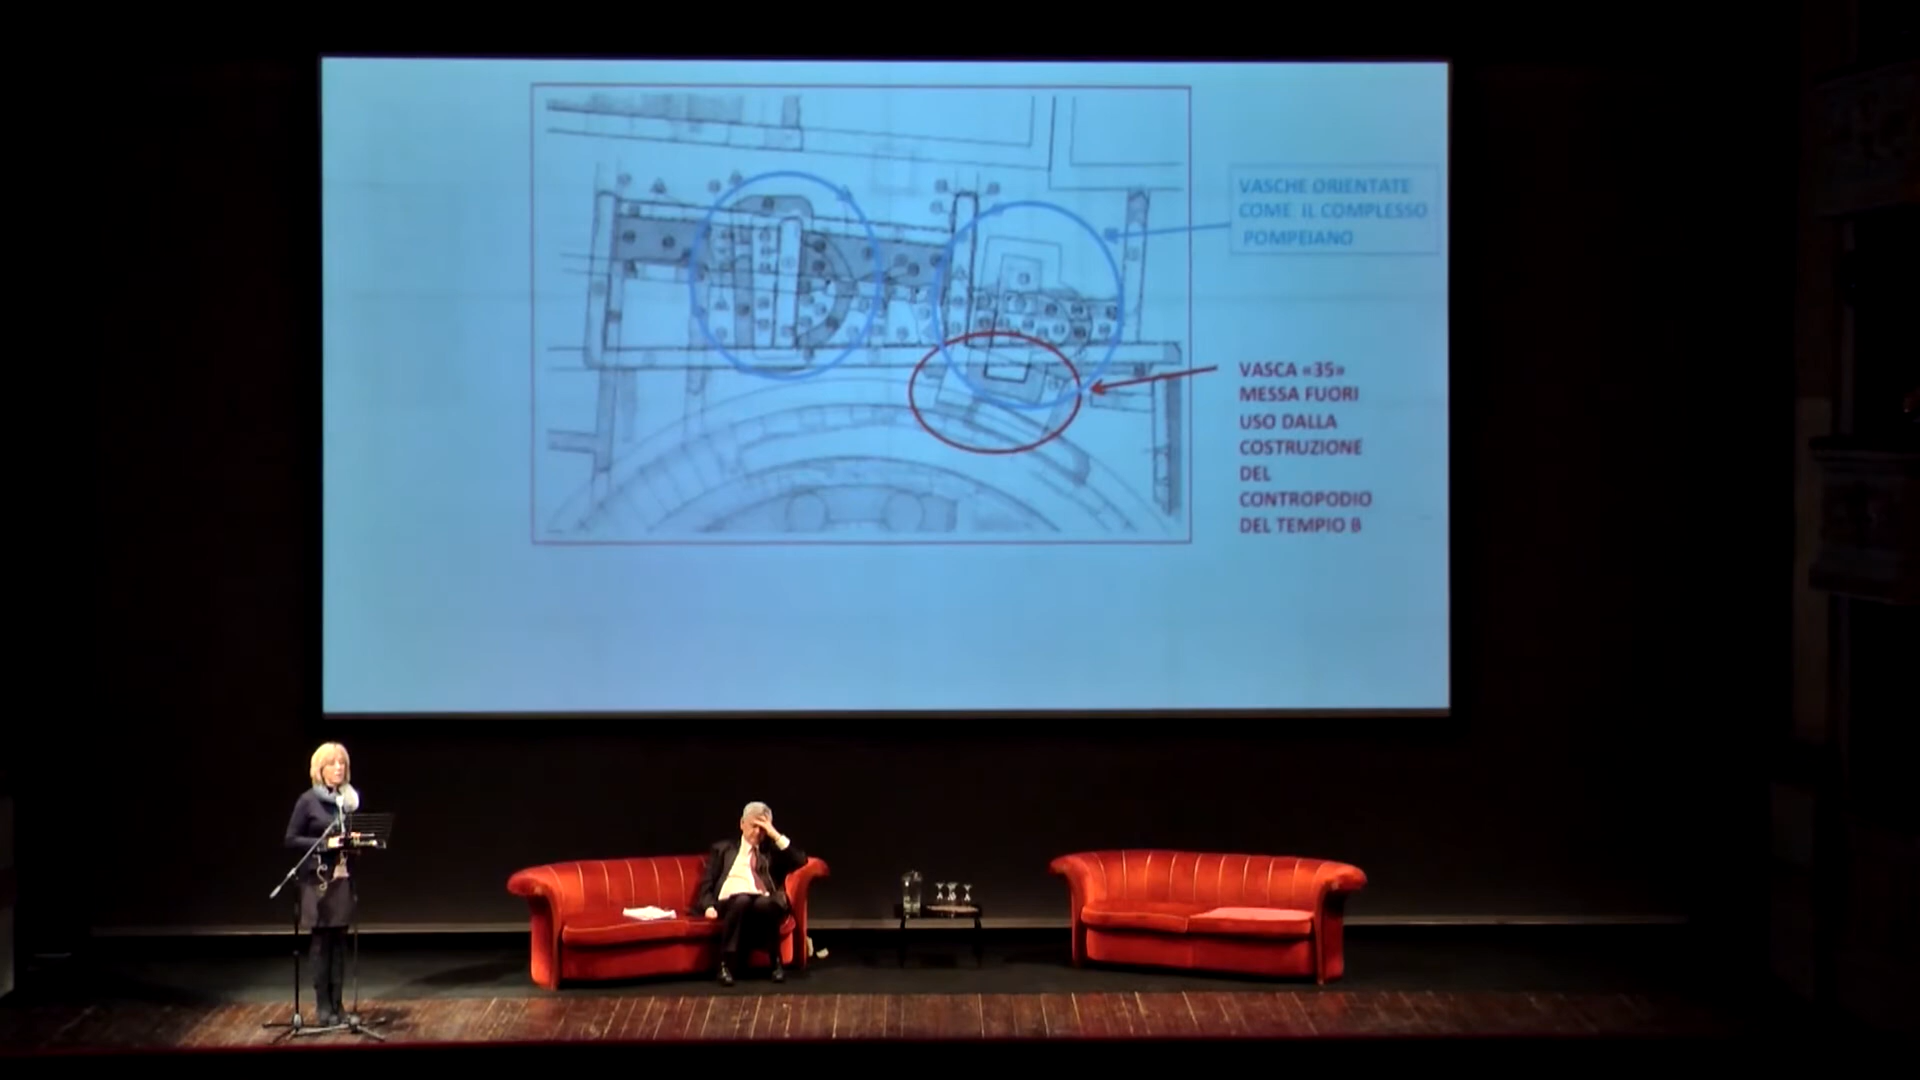 VASCHE ORIENTATE
COME IL COMPLESSO
POMPEIANO
VASCA «35»
MESSA FUORI
USO DALLA
COSTRUZIONE
DEL
CONTROPODIO
DEL TEMPIO B